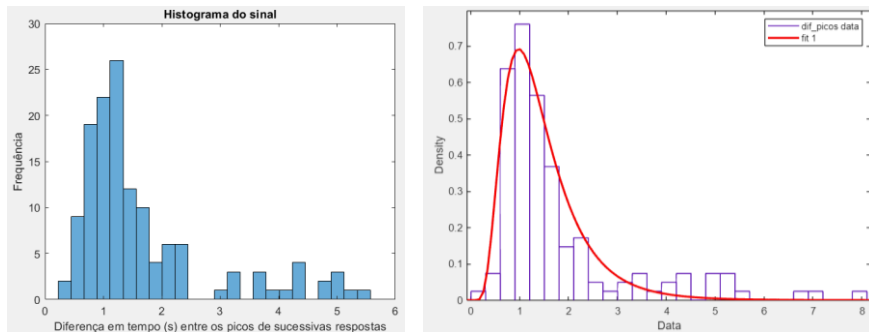 Histograma do sinal
30
25
20
15
10
5
0
Frequência
0 1 2 3 4 5 6
Diferença em tempo (s) entre os picos de sucessivas respostas
dif_picos data
fit 1
0.7
0.6
0.5
0.4
0.3
0.2
0.1
0
Density
0 1 2 3 4 5 6 7 8
Data